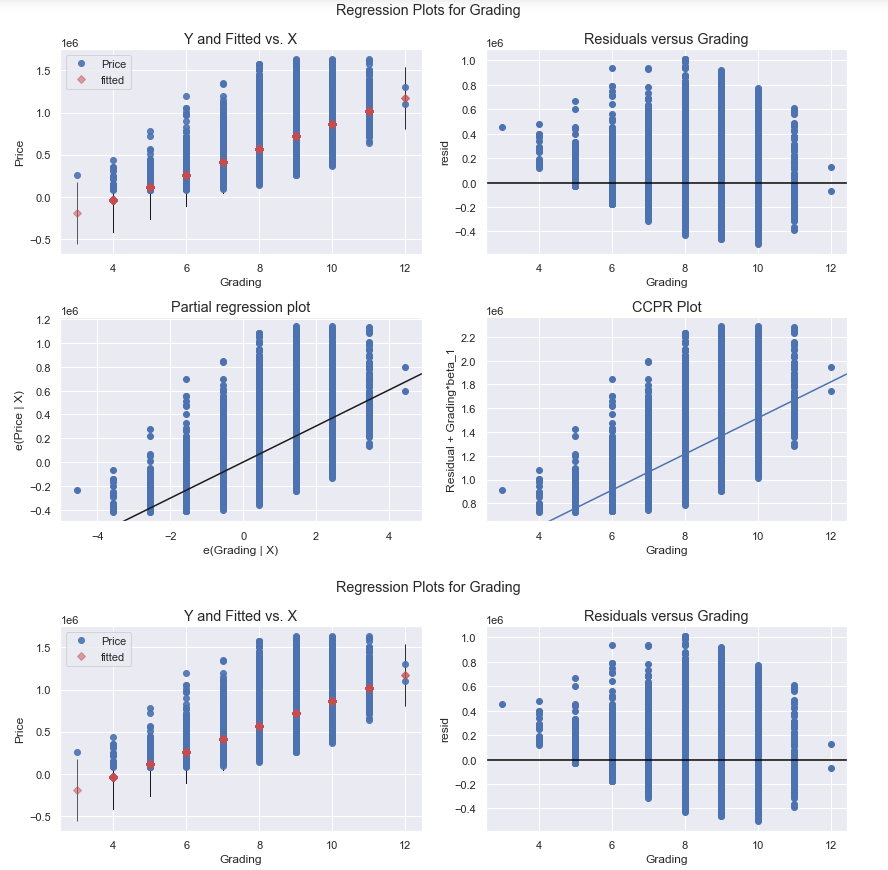 Regression Plots for Grading
Y and Fitted vs. X
1e6
Price
fitted
1.5
1.0
0.5
0.0
−0.5
Price
4 6 8 10 12
Grading
Residuals versus Grading
1e6
1.0
0.8
0.6
0.4
0.2
0.0
−0.2
−0.4
resid
4 6 8 10 12
Grading
Partial regression plot
1e6
1.2
1.0
0.8
0.6
0.4
0.2
0.0
−0.2
−0.4
e(Price | X)
−4 −2 0 2 4
e(Grading | X)
CCPR Plot
1e6
2.2
2.0
1.8
1.6
1.4
1.2
1.0
0.8
Residual + Grading*beta_1
4 6 8 10 12
Grading
Regression Plots for Grading
Y and Fitted vs. X
1e6
Price
fitted
1.5
1.0
0.5
0.0
−0.5
Price
4 6 8 10 12
Grading
Residuals versus Grading
1e6
1.0
0.8
0.6
0.4
0.2
0.0
−0.2
−0.4
resid
4 6 8 10 12
Grading